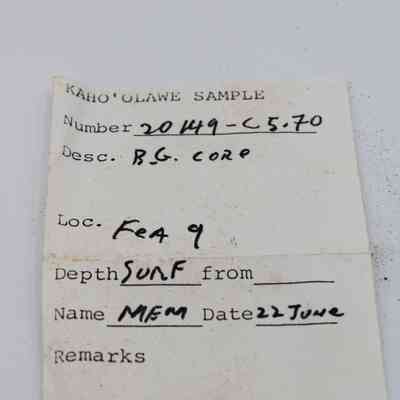 KAHO'OLAWE SAMPLE
Number 20149-C5.70
Desc. B.G. CORE
Loc. FEA 9
Depth SURF from
Name MEM Date 22 June
Remarks